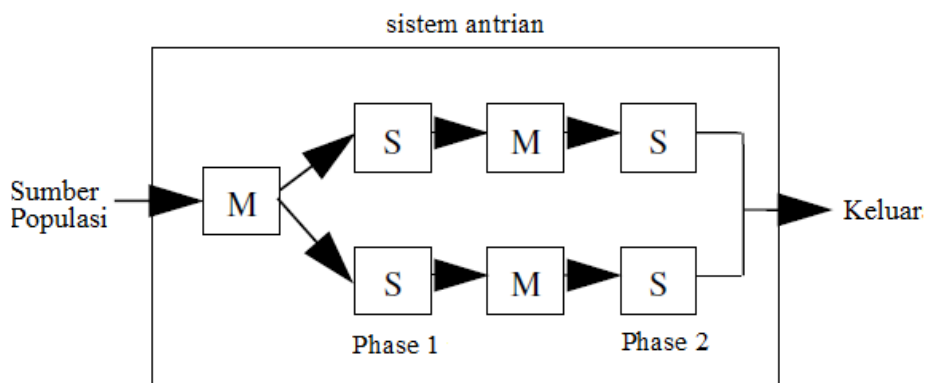 sistem antrian
S
M
S
Sumber
Populasi
M
Keluar
S
M
S
Phase 1
Phase 2